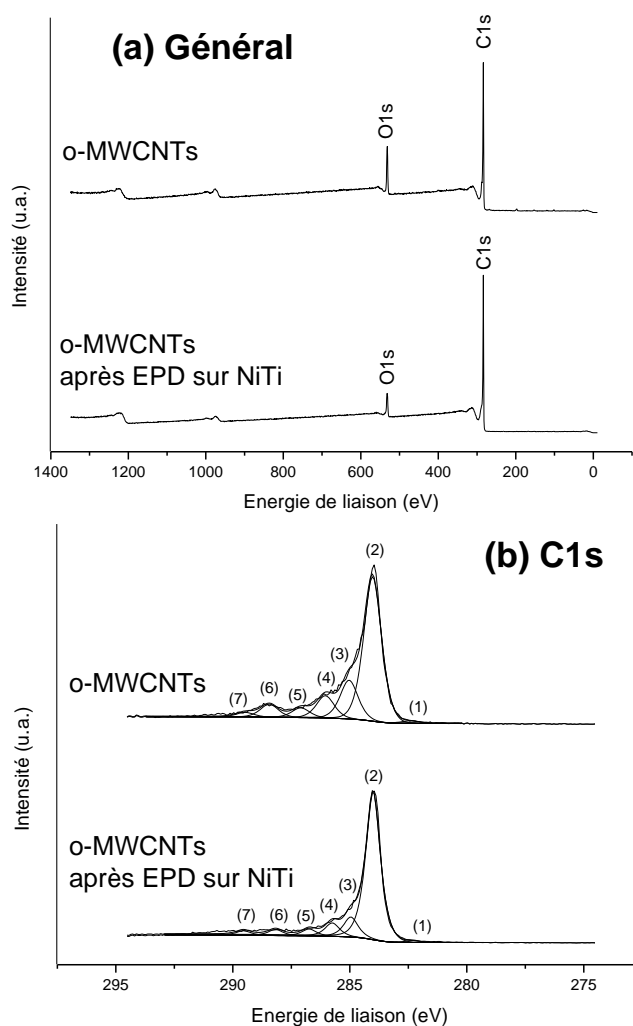 (a) Général
C1s
O1s
o-MWCNTs
C1s
o-MWCNTs
après EPD sur NiTi
O1s
Intensité (u.a.)
1400 1200 1000 800 600 400 200 0
Energie de liaison (eV)
(b) C1s
(2)
(3)
(4)
(5)
(6)
(7)
(1)
o-MWCNTs
(2)
o-MWCNTs
après EPD sur NiTi
(3)
(4)
(5)
(6)
(7)
(1)
Intensité (u.a.)
295 290 285 280 275
Energie de liaison (eV)